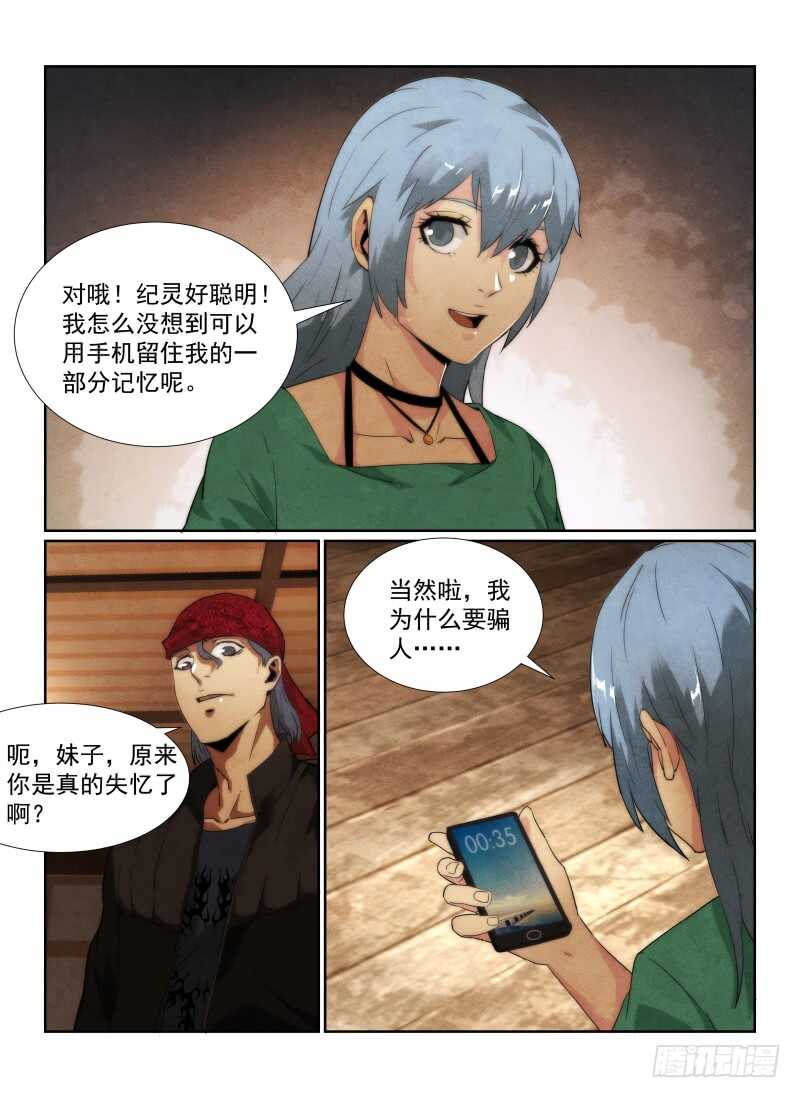 对哦！纪灵好聪明！
我怎么没想到可以
用手机留住我的一
部分记忆呢。
呃，妹子，原来
你是真的失忆了
啊？
当然啦，我
为什么要骗
人……
00:35
腾讯动漫